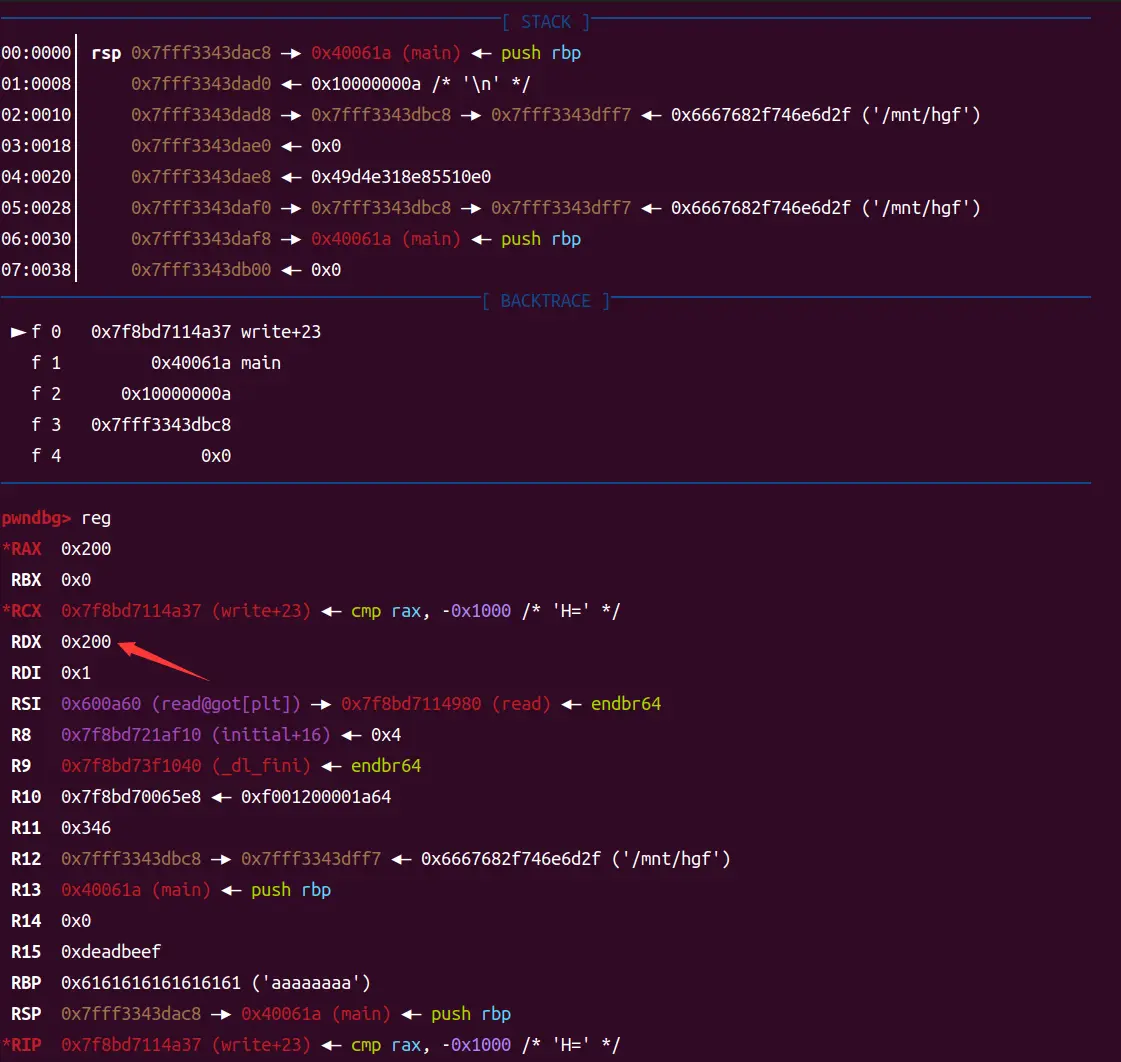 [ STACK ]
00:0000│ rsp 0x7fff3343dac8 —▸ 0x40061a (main) ◂— push rbp
01:0008│     0x7fff3343dad0 ◂— 0x10000000a /* '\n' */
02:0010│     0x7fff3343dad8 —▸ 0x7fff3343dbc8 —▸ 0x7fff3343dff7 ◂— 0x6667682f746e6d2f ('/mnt/hgf')
03:0018│     0x7fff3343dae0 ◂— 0x0
04:0020│     0x7fff3343dae8 ◂— 0x49d4e318e85510e0
05:0028│     0x7fff3343daf0 —▸ 0x7fff3343dbc8 —▸ 0x7fff3343dff7 ◂— 0x6667682f746e6d2f ('/mnt/hgf')
06:0030│     0x7fff3343daf8 —▸ 0x40061a (main) ◂— push rbp
07:0038│     0x7fff3343db00 ◂— 0x0
[ BACKTRACE ]
► f 0   0x7f8bd7114a37 write+23
  f 1         0x40061a main
  f 2      0x10000000a
  f 3   0x7fff3343dbc8
  f 4              0x0
pwndbg> reg
*RAX  0x200
 RBX  0x0
*RCX  0x7f8bd7114a37 (write+23) ◂— cmp rax, -0x1000 /* 'H=' */
 RDX  0x200
 RDI  0x1
 RSI  0x600a60 (read@got[plt]) —▸ 0x7f8bd7114980 (read) ◂— endbr64
 R8   0x7f8bd721af10 (initial+16) ◂— 0x4
 R9   0x7f8bd73f1040 (_dl_fini) ◂— endbr64
 R10  0x7f8bd70065e8 ◂— 0xf001200001a64
 R11  0x346
 R12  0x7fff3343dbc8 —▸ 0x7fff3343dff7 ◂— 0x6667682f746e6d2f ('/mnt/hgf')
 R13  0x40061a (main) ◂— push rbp
 R14  0x0
 R15  0xdeadbeef
 RBP  0x6161616161616161 ('aaaaaaaa')
 RSP  0x7fff3343dac8 —▸ 0x40061a (main) ◂— push rbp
*RIP  0x7f8bd7114a37 (write+23) ◂— cmp rax, -0x1000 /* 'H=' */